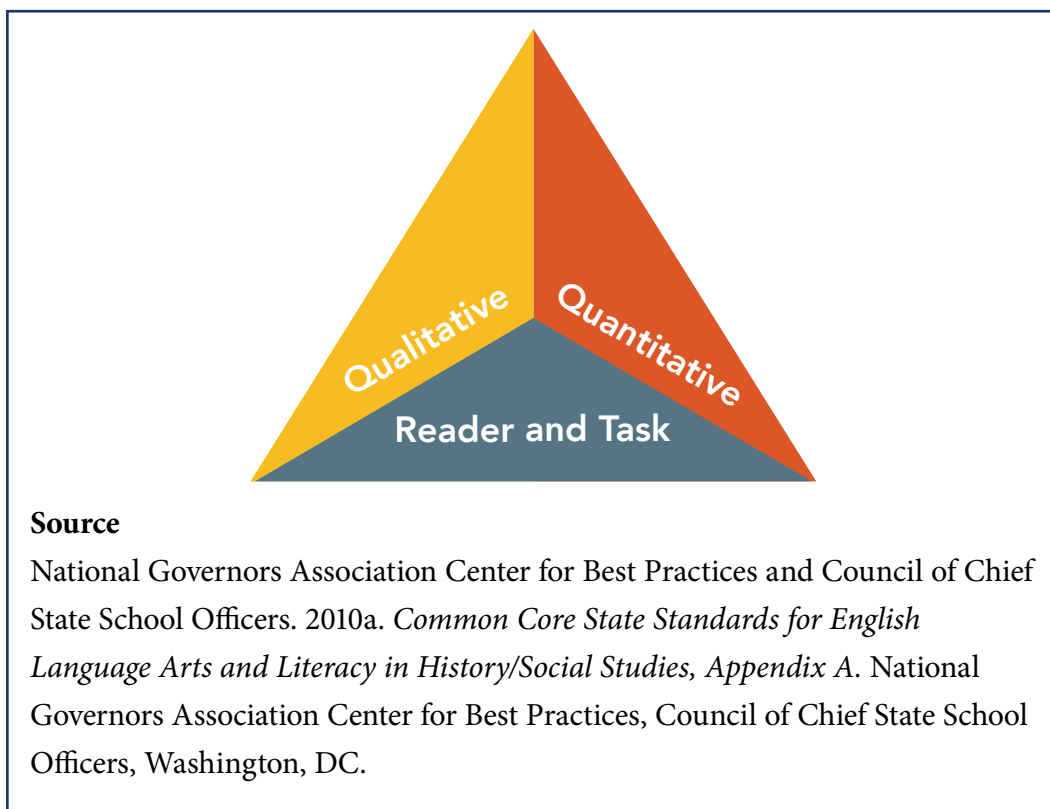 Qualitative
Quantitative
Reader and Task
Source
National Governors Association Center for Best Practices and Council of Chief
State School Officers. 2010a. Common Core State Standards for English
Language Arts and Literacy in History/Social Studies, Appendix A. National
Governors Association Center for Best Practices, Council of Chief State School
Officers, Washington, DC.